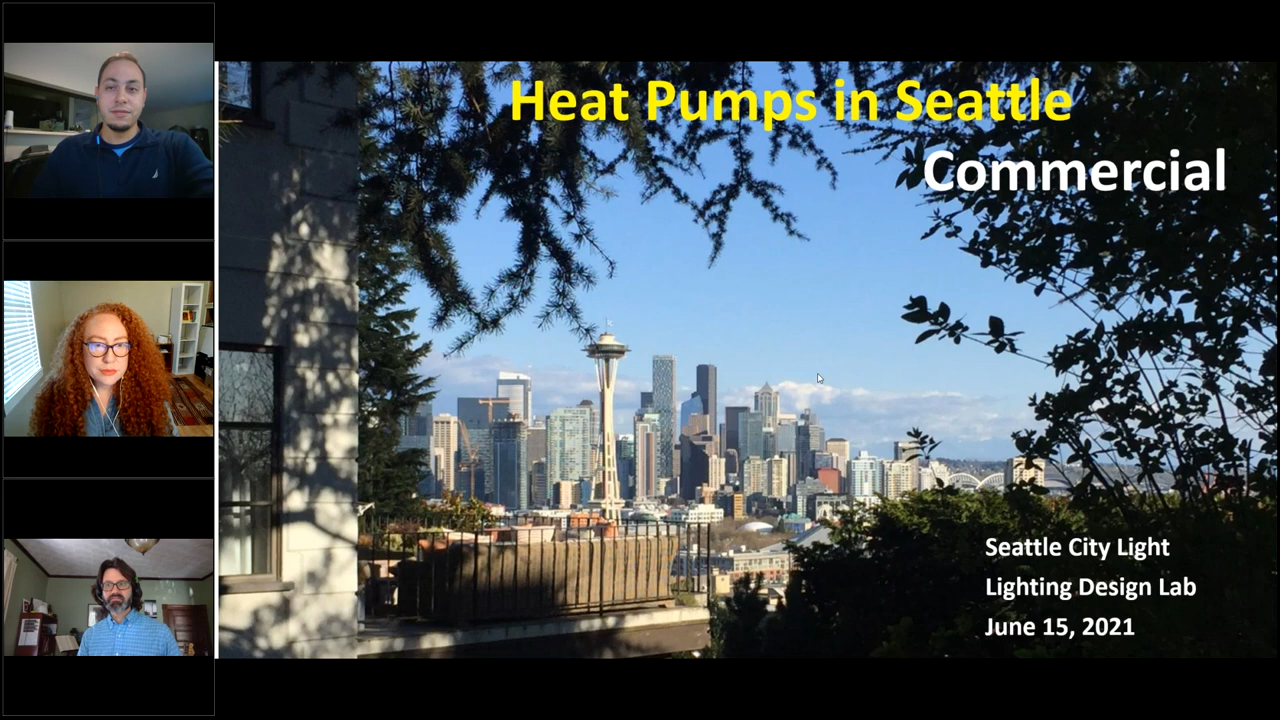 Heat Pumps in Seattle
Commercial
Seattle City Light
Lighting Design Lab
June 15, 2021